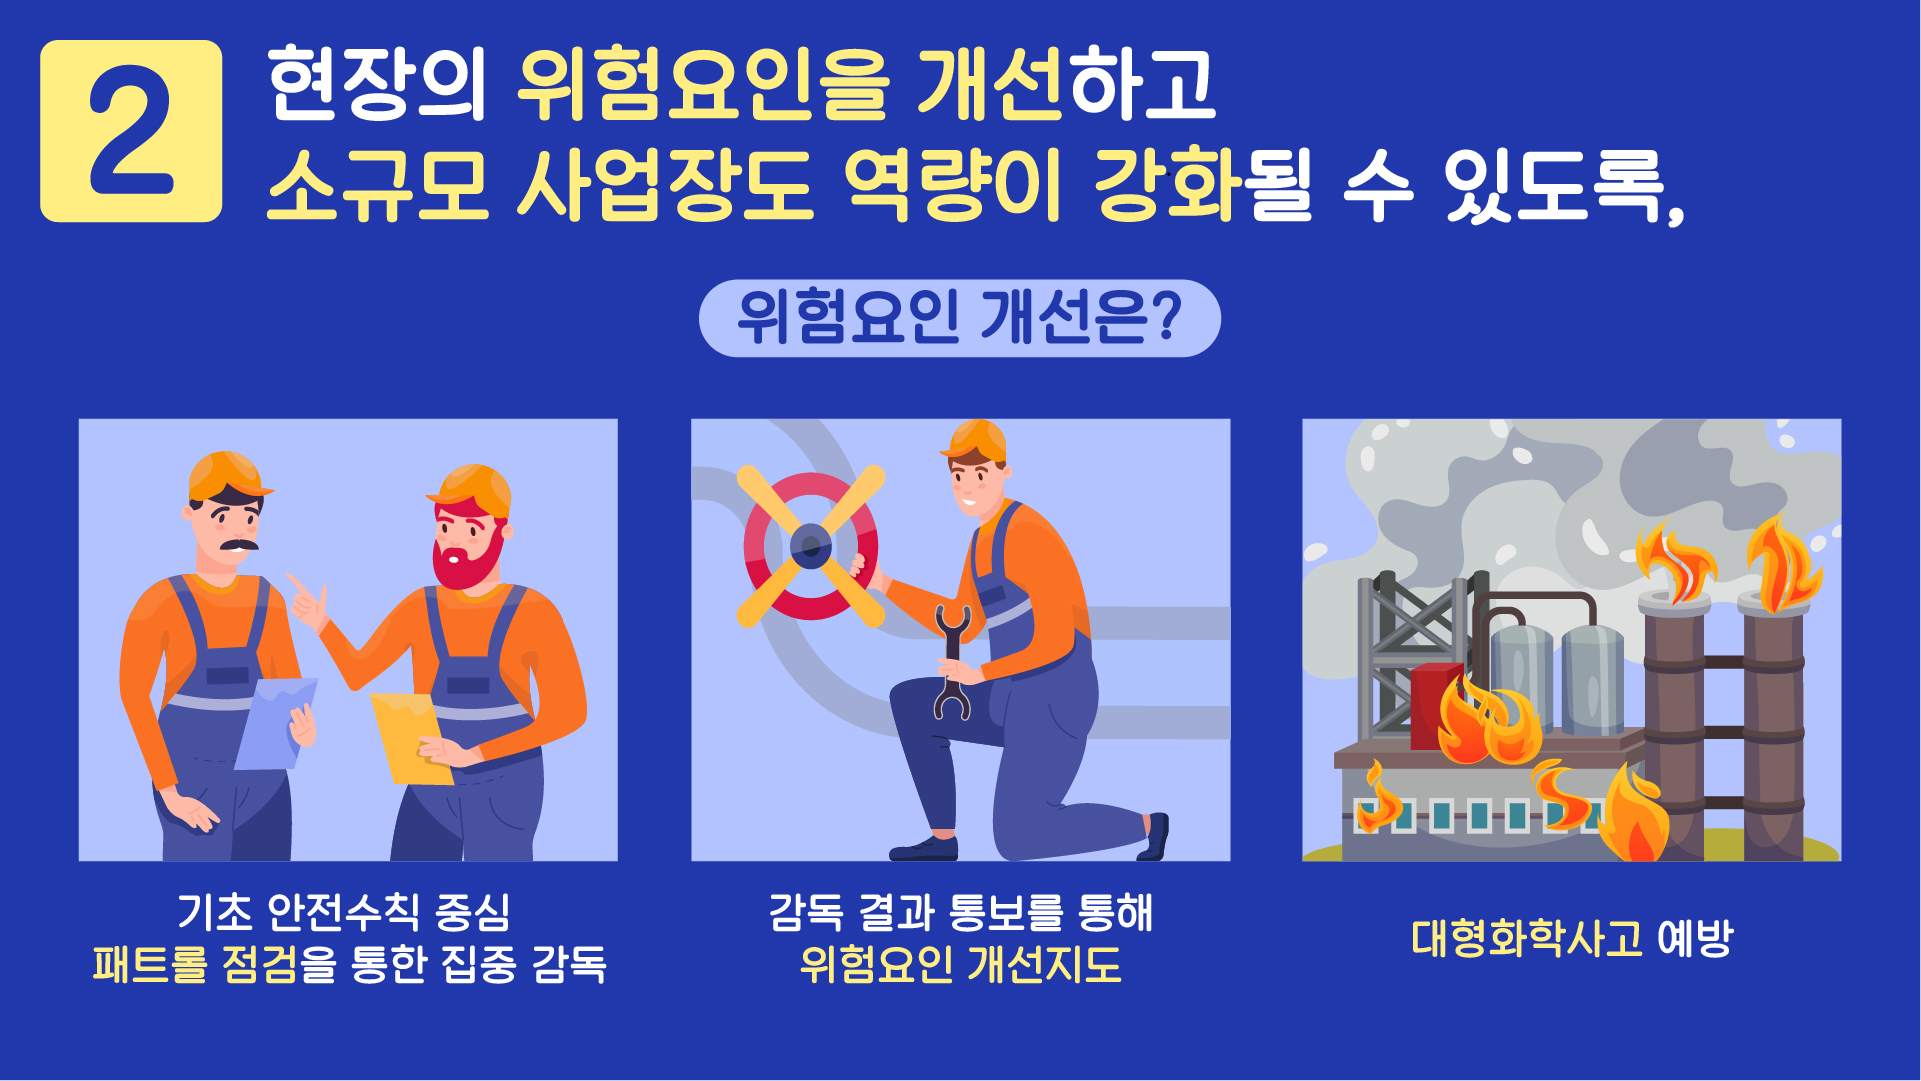 2
현장의 위험요인을 개선하고
소규모 사업장도 역량이 강화될 수 있도록,
위험요인 개선은?
기초 안전수칙 중심
패트롤 점검을 통한 집중 감독
감독 결과 통보를 통해
위험요인 개선지도
대형화학사고 예방